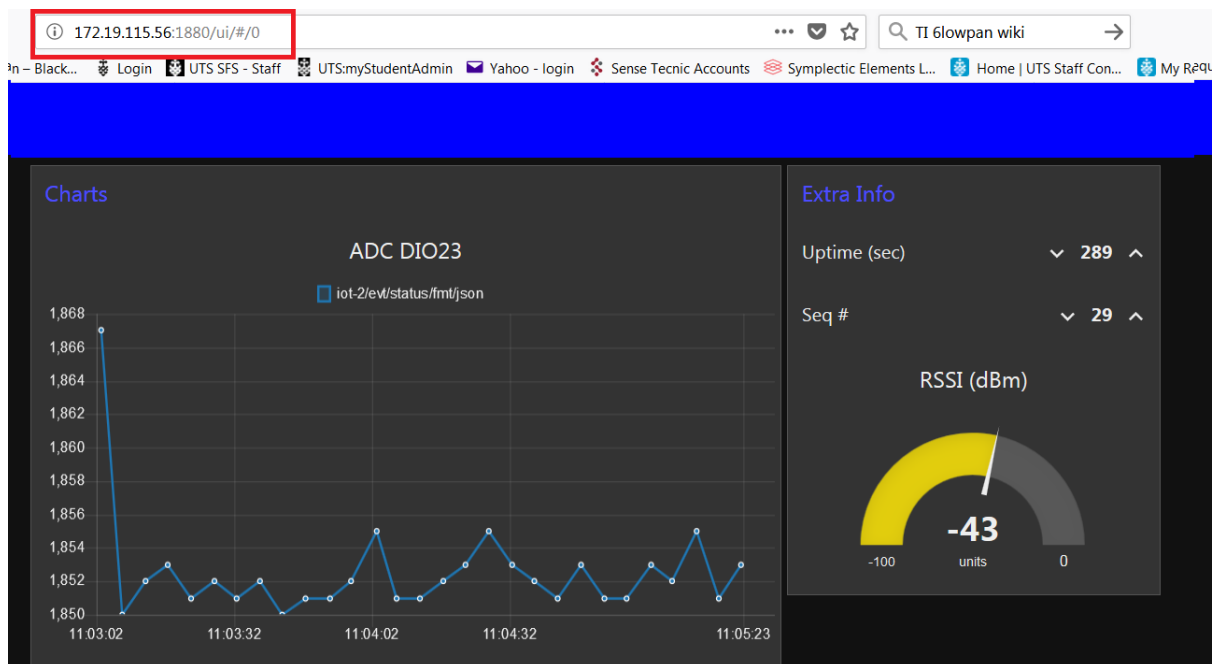 172.19.115.56:1880/ui/#/0
TI 6lowpan wiki
an – Black... Login UTS SFS - Staff UTS:myStudentAdmin Yahoo - login Sense Tecnic Accounts Symplectic Elements L... Home | UTS Staff Con... My Requ
Charts
ADC DIO23
iot-2/evt/status/fmt/json
1,868
1,866
1,864
1,862
1,860
1,858
1,856
1,854
1,852
1,850
11:03:02 11:03:32 11:04:02 11:04:32 11:05:23
Extra Info
Uptime (sec) 289
Seq # 29
RSSI (dBm)
-43
-100 units 0